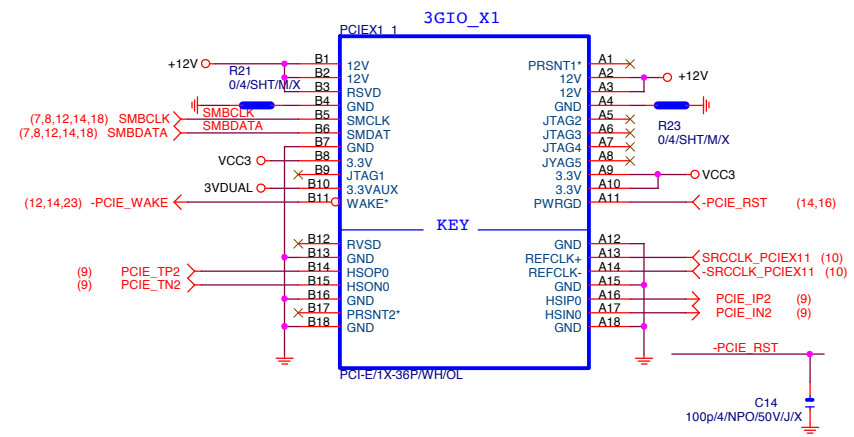 3GIO_X1
PCIEX1_1
+12V
R21
0/4/SHT/M/X
B1 12V
B2 12V
B3 RSVD
B4 GND
(7,8,12,14,18) SMBCLK SMBCLK B5 SMCLK
(7,8,12,14,18) SMBDATA SMBDATA B6 SMDAT
B7 GND
VCC3 B8 3.3V
B9 JTAG1
3VDUAL B10 3.3VAUX
(12,14,23) -PCIE_WAKE B11 WAKE*
PRSNT1* A1
12V A2 +12V
12V A3
GND A4
R23
0/4/SHT/M/X
JTAG2 A5
JTAG3 A6
JTAG4 A7
JYAG5 A8
3.3V A9 VCC3
3.3V A10
PWRGD A11 -PCIE_RST (14,16)
KEY
B12 RVSD
B13 GND
(9) PCIE_TP2 B14 HSOP0
(9) PCIE_TN2 B15 HSON0
B16 GND
B17 PRSNT2*
B18 GND
GND A12
REFCLK+ A13 SRCCLK_PCIEX11 (10)
REFCLK- A14 -SRCCLK_PCIEX11 (10)
GND A15
HSIP0 A16 PCIE_IP2 (9)
HSIN0 A17 PCIE_IN2 (9)
GND A18
PCI-E/1X-36P/WH/OL
-PCIE_RST
C14
100p/4/NPO/50V/J/X